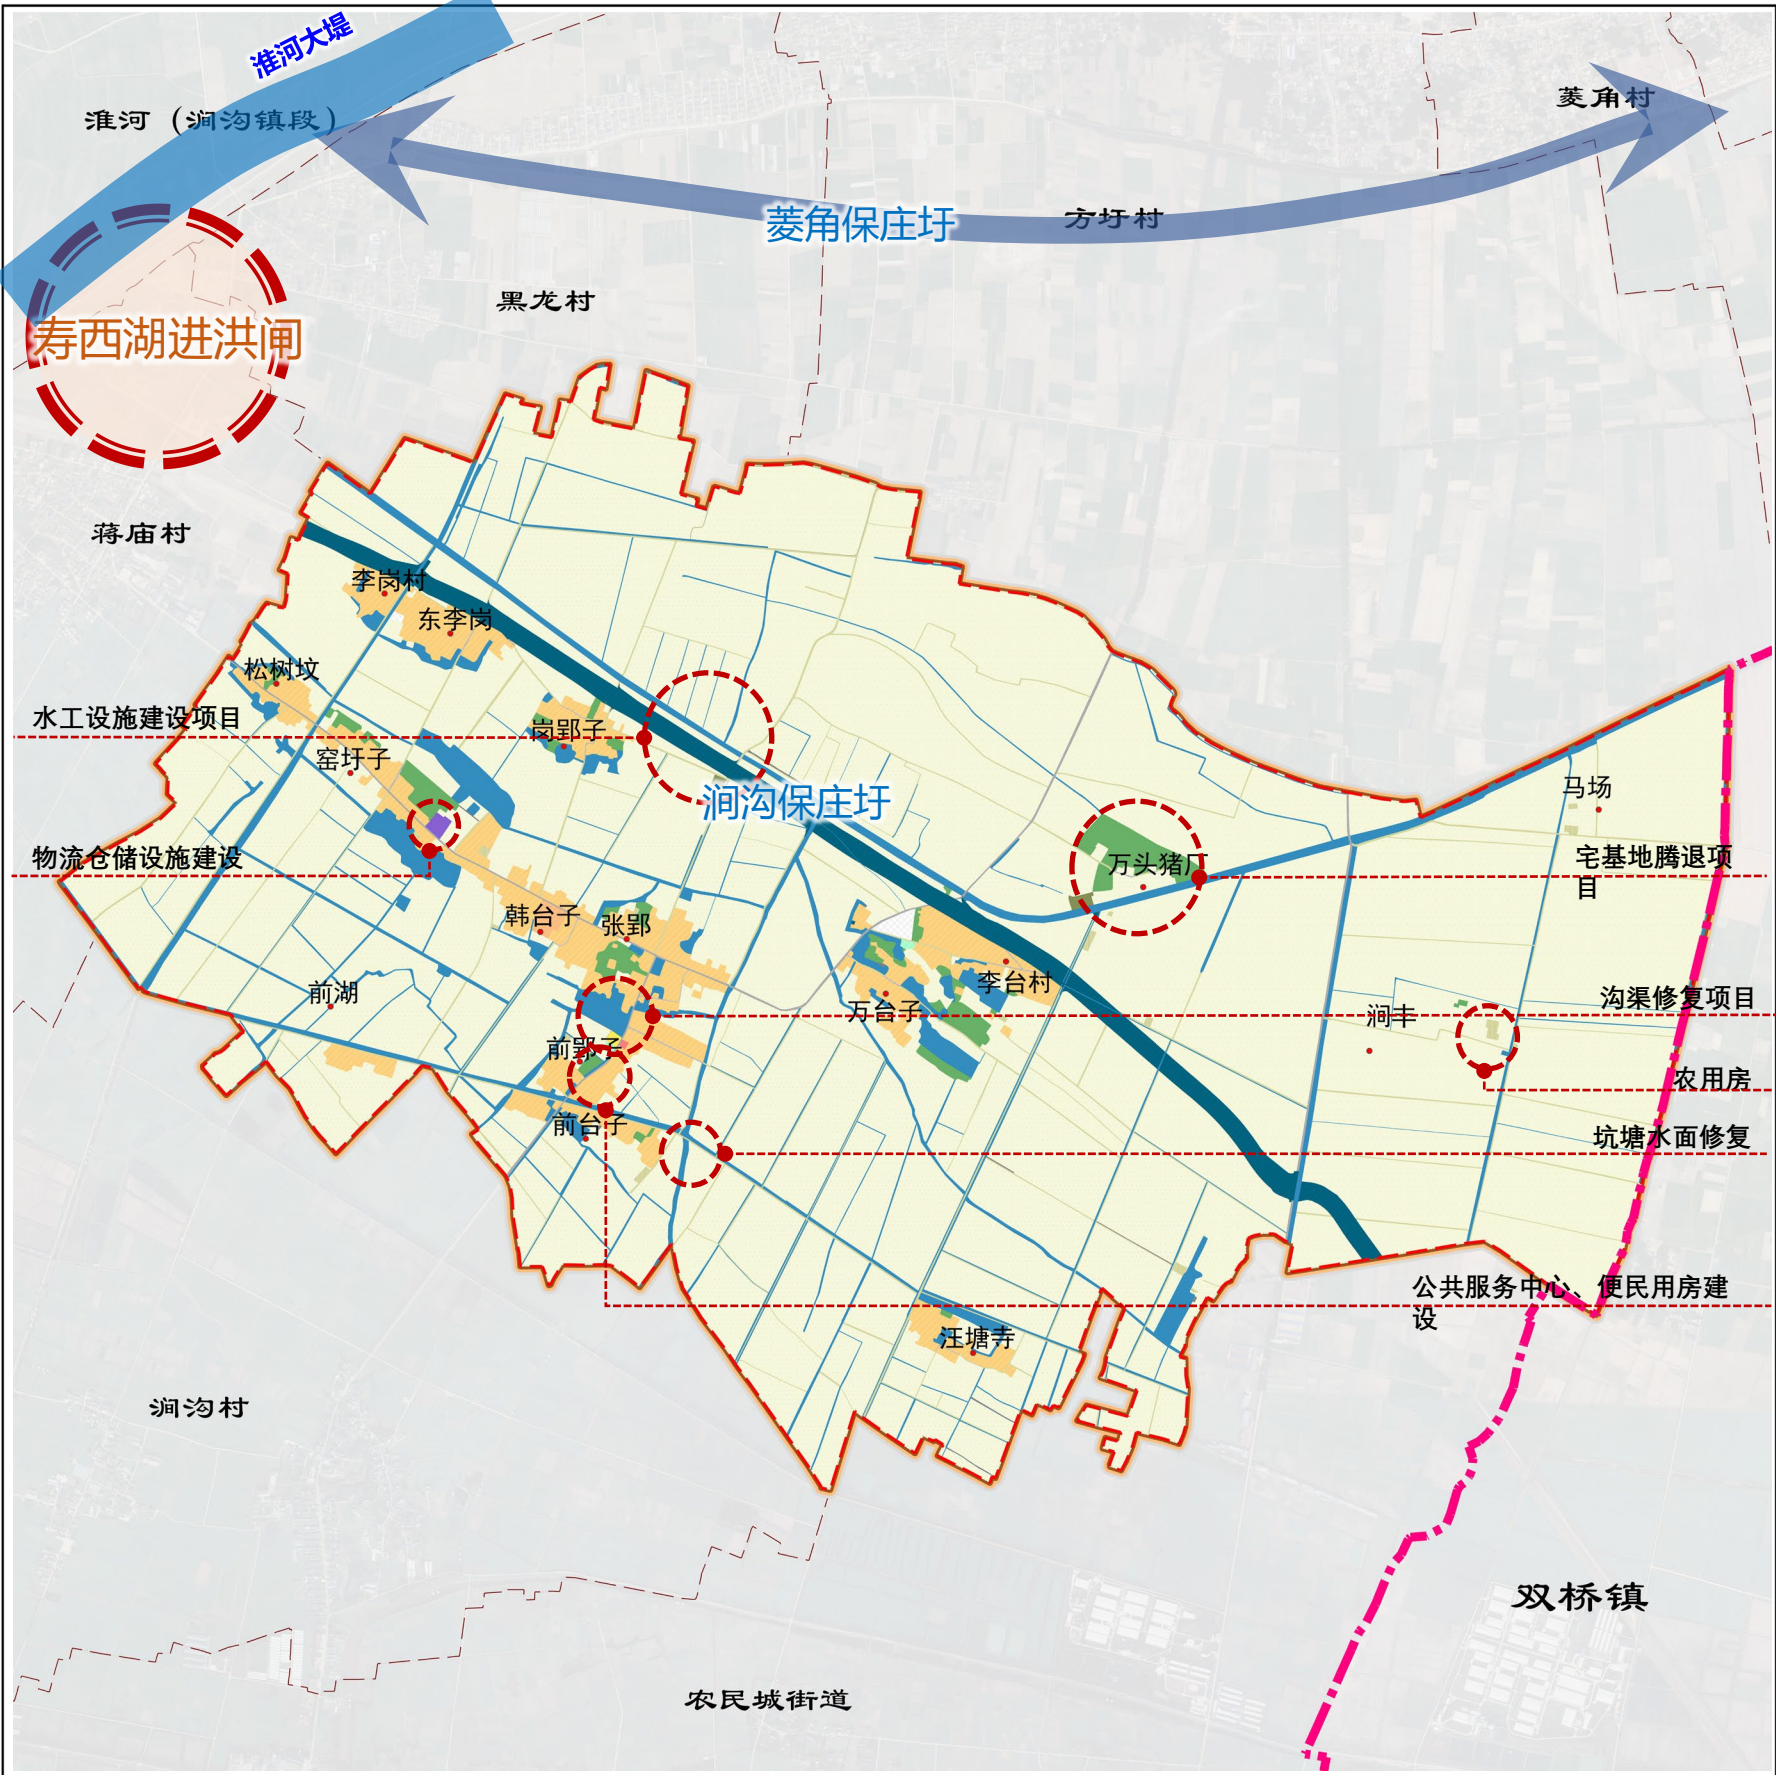 淮河大堤
淮河（涧沟镇段）
菱角村
菱角保庄圩
方圩村
黑龙村
寿西湖进洪闸
蒋庙村
李岗村
东李岗
松树坟
水工设施建设项目
岗郢子
窑圩子
涧沟保庄圩
马场
物流仓储设施建设
万头猪厂
宅基地腾退项
目
韩台子
张郢
李台村
前湖
万台子
沟渠修复项目
涧丰
前郢子
农用房
前台子
坑塘水面修复
公共服务中心、便民用房建
设
汪塘寺
涧沟村
双桥镇
农民城街道